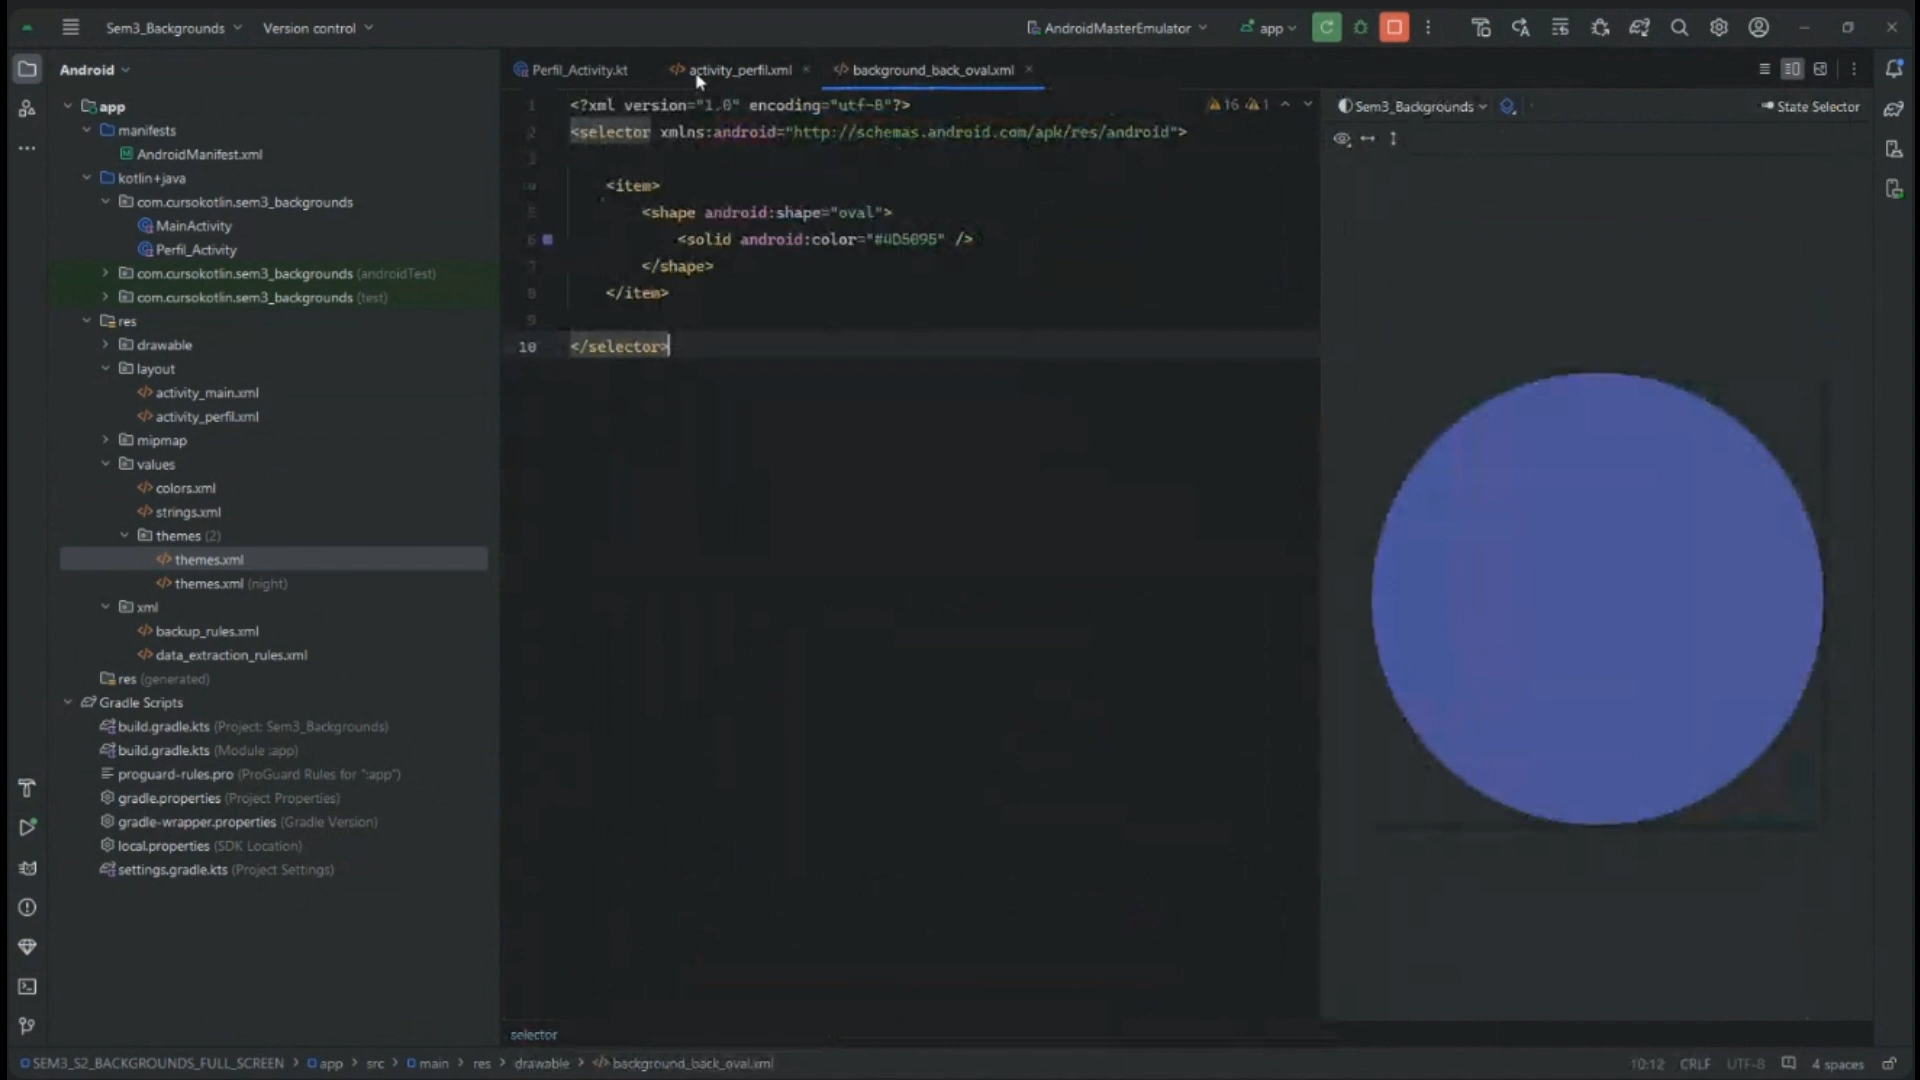 Sem3_Backgrounds
Version control
AndroidMasterEmulator
app
Android
Perfil_Activity.kt
activity_perfil.xml
background_back_oval.xml
app
manifests
AndroidManifest.xml
kotlin+java
com.cursokotlin.sem3_backgrounds
MainActivity
Perfil_Activity
com.cursokotlin.sem3_backgrounds (androidTest)
com.cursokotlin.sem3_backgrounds (test)
res
drawable
layout
activity_main.xml
activity_perfil.xml
mipmap
values
colors.xml
strings.xml
themes (2)
themes.xml
themes.xml (night)
xml
backup_rules.xml
data_extraction_rules.xml
res (generated)
Gradle Scripts
build.gradle.kts (Project: Sem3_Backgrounds)
build.gradle.kts (Module :app)
proguard-rules.pro (ProGuard Rules for ":app")
gradle.properties (Project Properties)
gradle-wrapper.properties (Gradle Version)
local.properties (SDK Location)
settings.gradle.kts (Project Settings)
1 <?xml version="1.0" encoding="utf-8"?>
2 <selector xmlns:android="http://schemas.android.com/apk/res/android">
3
4 <item>
5 <shape android:shape="oval">
6 <solid android:color="#4D5095" />
7 </shape>
8 </item>
9
10 </selector>
16 1
Sem3_Backgrounds
State Selector
selector
SEM3_S2_BACKGROUNDS_FULL_SCREEN > app > src > main > res > drawable > background_back_oval.xml
10:12 CRLF UTF-8 4 spaces